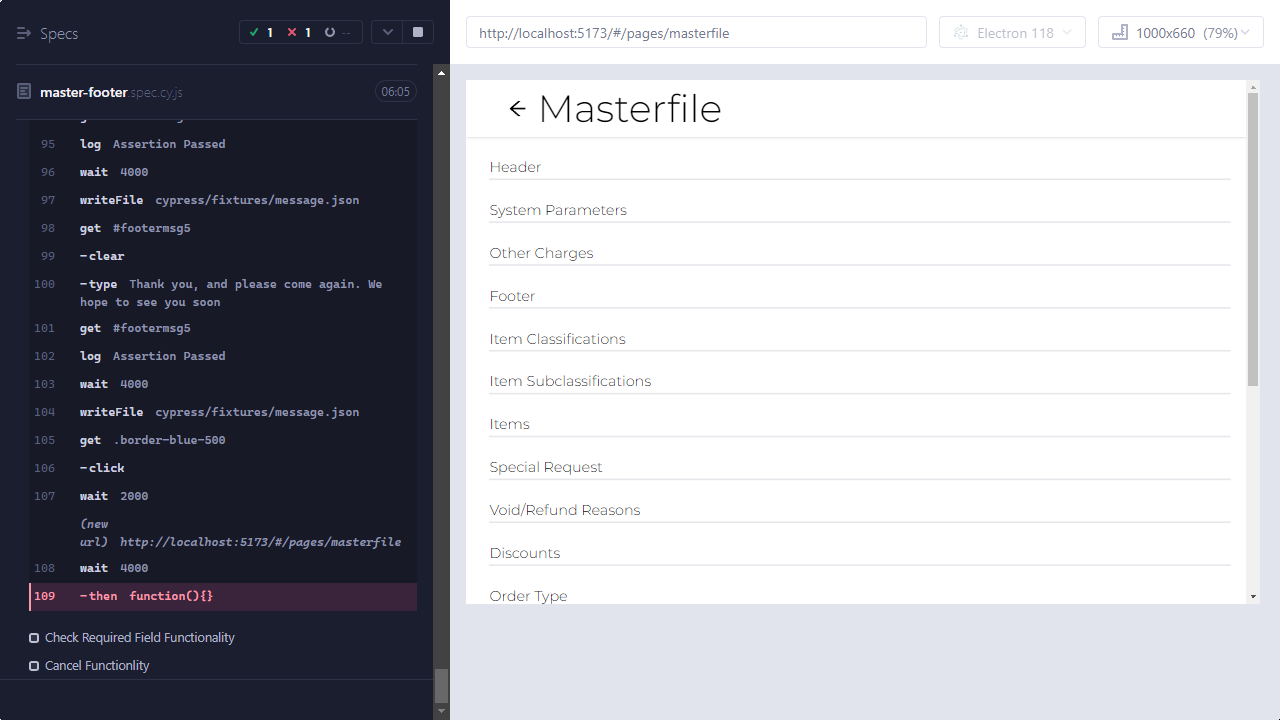 Specs
1
1
--
http://localhost:5173/#/pages/masterfile
Electron 118
1000x660 (79%)
master-footer.spec.cy.js
06:05
95 log Assertion Passed
96 wait 4000
97 writeFile cypress/fixtures/message.json
98 get #footermsg5
99 -clear
100 -type Thank you, and please come again. We
hope to see you soon
101 get #footermsg5
102 log Assertion Passed
103 wait 4000
104 writeFile cypress/fixtures/message.json
105 get .border-blue-500
106 -click
107 wait 2000
(new
url) http://localhost:5173/#/pages/masterfile
108 wait 4000
109 -then function(){}
Check Required Field Functionality
Cancel Functionlity
Masterfile
Header
System Parameters
Other Charges
Footer
Item Classifications
Item Subclassifications
Items
Special Request
Void/Refund Reasons
Discounts
Order Type